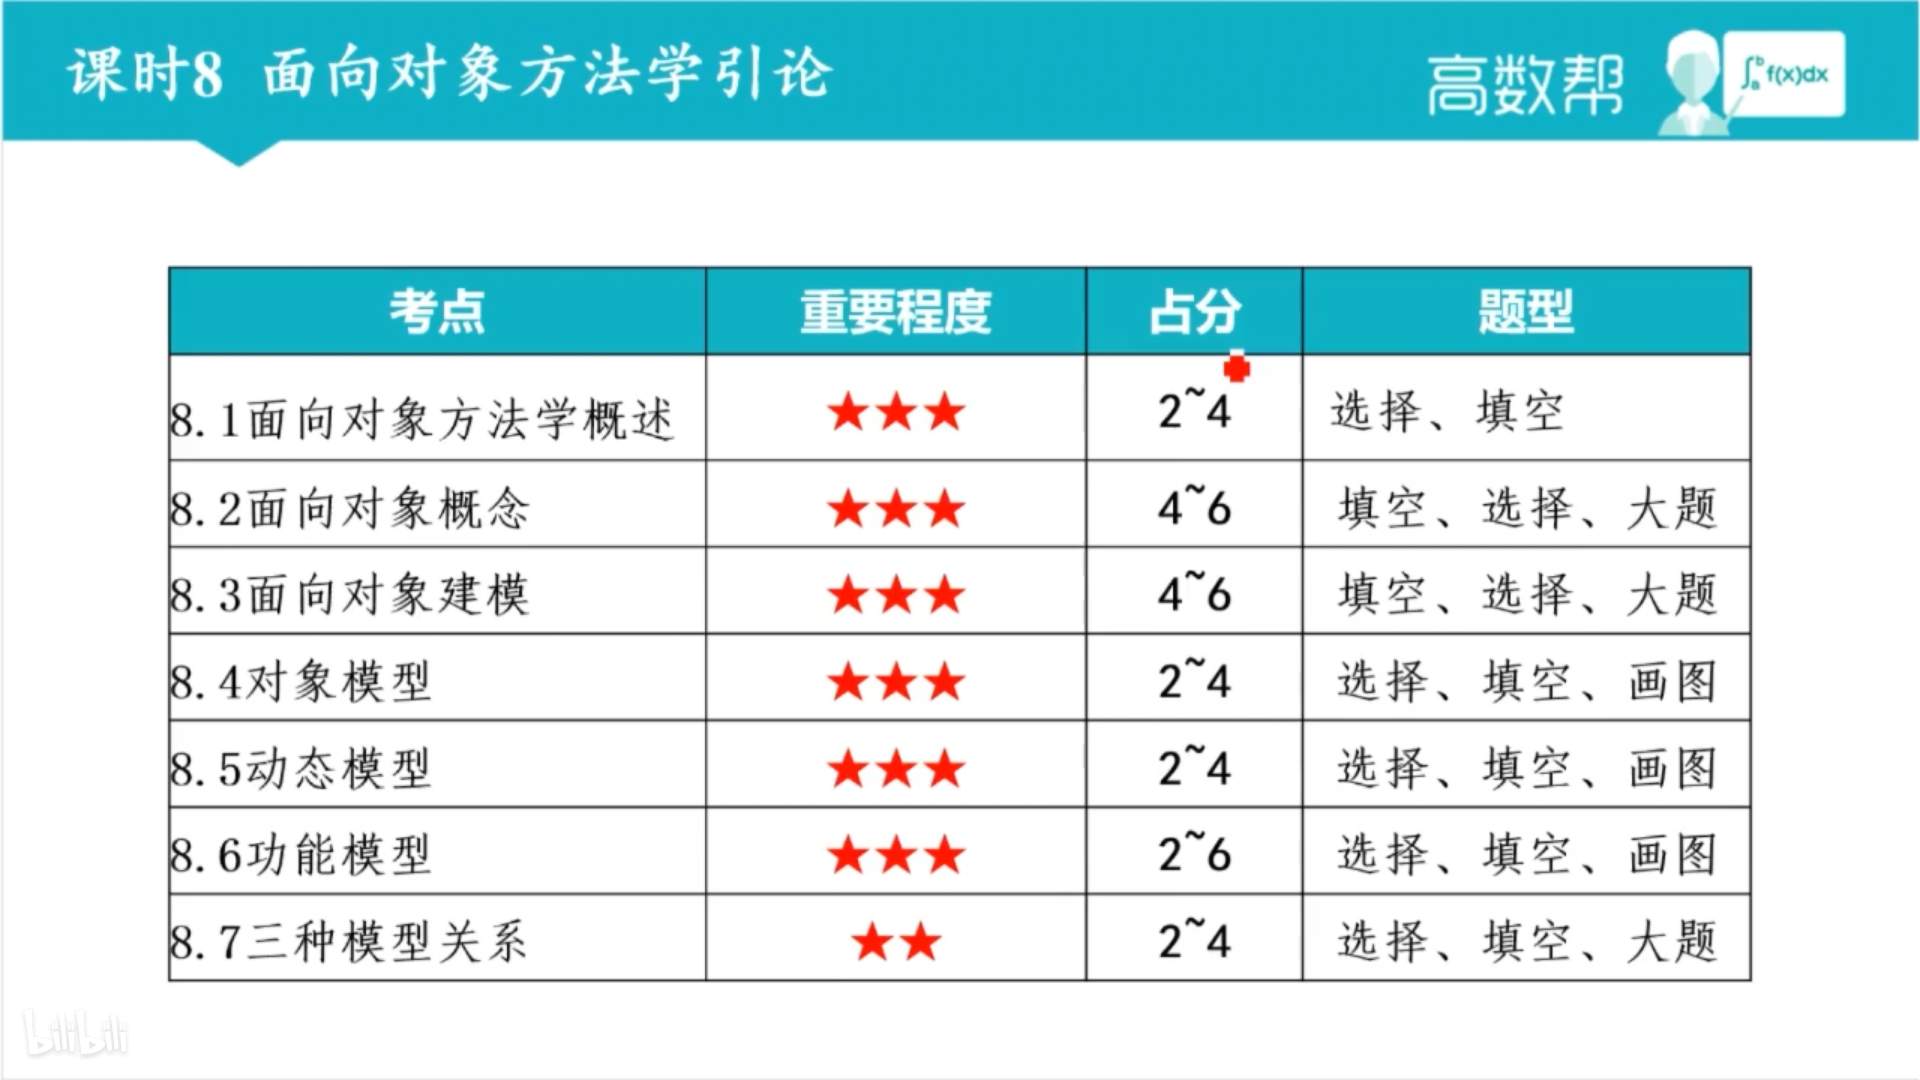 课时8 面向对象方法学引论
高数帮
∫ₐᵇf(x)dx
考点 重要程度 占分 题型
8.1面向对象方法学概述 ★★★ 2~4 选择、填空
8.2面向对象概念 ★★★ 4~6 填空、选择、大题
8.3面向对象建模 ★★★ 4~6 填空、选择、大题
8.4对象模型 ★★★ 2~4 选择、填空、画图
8.5动态模型 ★★★ 2~4 选择、填空、画图
8.6功能模型 ★★★ 2~6 选择、填空、画图
8.7三种模型关系 ★★ 2~4 选择、填空、大题
bilibili